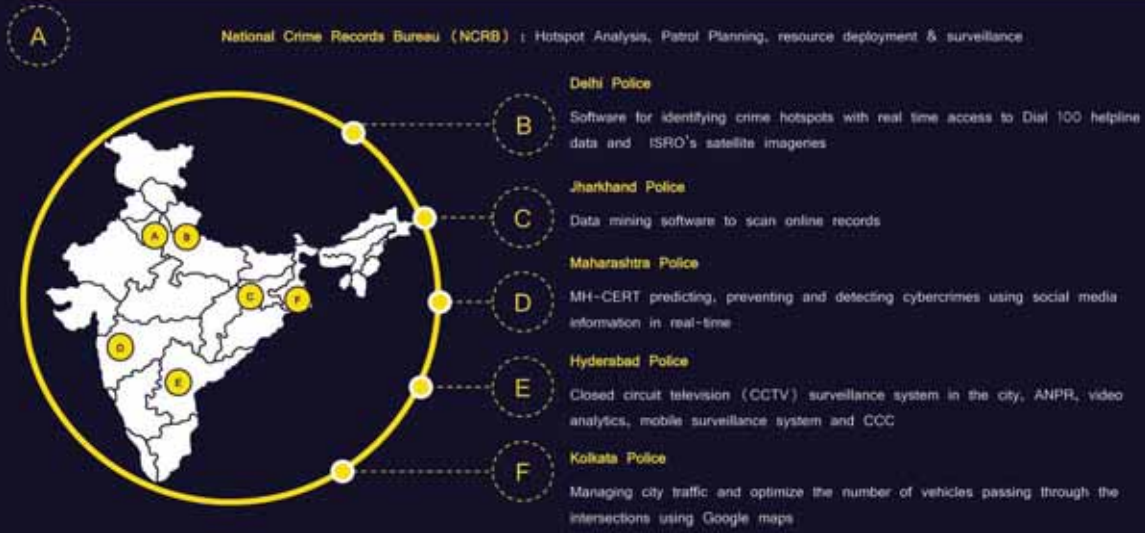 A
National Crime Records Bureau (NCRB) : Hotspot Analysis, Patrol Planning, resource deployment & surveillance
Delhi Police
B
Software for identifying crime hotspots with real time access to Dial 100 helpline
data and ISRO's satellite imageries
Jharkhand Police
C
Data mining software to scan online records
Maharashtra Police
D
MH-CERT predicting, preventing and detecting cybercrimes using social media
information in real-time
Hyderabad Police
E
Closed circuit television (CCTV) surveillance system in the city, ANPR, video
analytics, mobile surveillance system and CCC
Kolkata Police
F
Managing city traffic and optimize the number of vehicles passing through the
intersections using Google maps
A B
C F
D
E